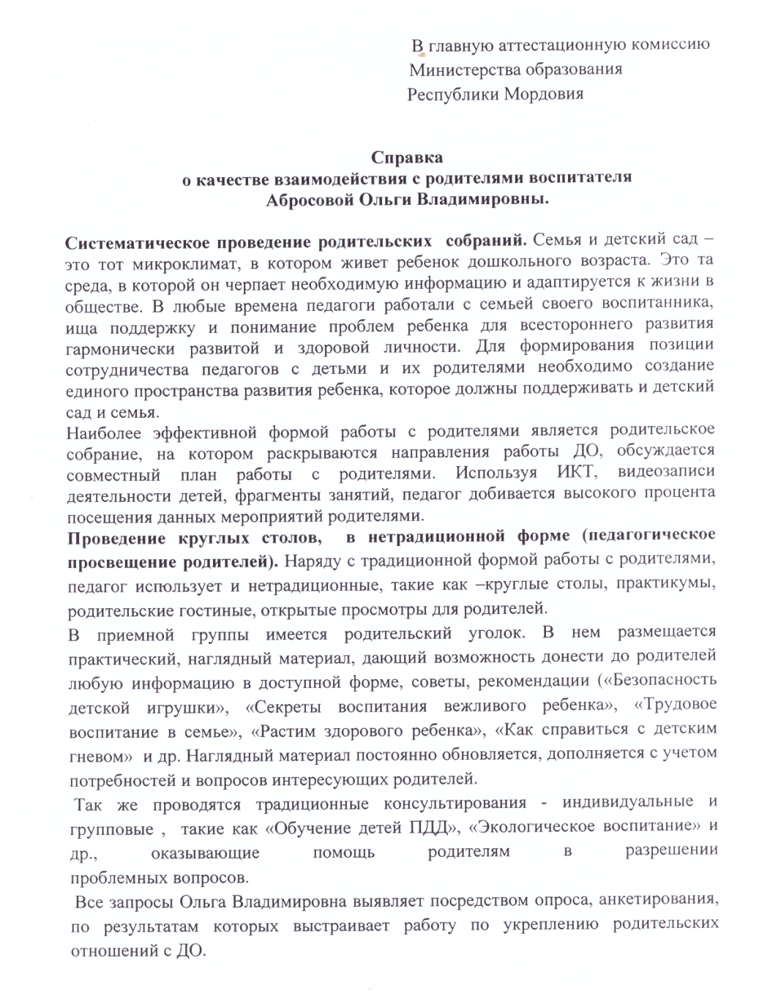 В главную аттестационную комиссию
Министерства образования
Республики Мордовия
Справка
о качестве взаимодействия с родителями воспитателя
Абросовой Ольги Владимировны.
Систематическое проведение родительских собраний. Семья и детский сад –
это тот микроклимат, в котором живет ребенок дошкольного возраста. Это та
среда, в которой он черпает необходимую информацию и адаптируется к жизни в
обществе. В любые времена педагоги работали с семьей своего воспитанника,
ища поддержку и понимание проблем ребенка для всестороннего развития
гармонически развитой и здоровой личности. Для формирования позиции
сотрудничества педагогов с детьми и их родителями необходимо создание
единого пространства развития ребенка, которое должны поддерживать и детский
сад и семья.
Наиболее эффективной формой работы с родителями является родительское
собрание, на котором раскрываются направления работы ДО, обсуждается
совместный план работы с родителями. Используя ИКТ, видеозаписи
деятельности детей, фрагменты занятий, педагог добивается высокого процента
посещения данных мероприятий родителями.
Проведение круглых столов, в нетрадиционной форме (педагогическое
просвещение родителей). Наряду с традиционной формой работы с родителями,
педагог использует и нетрадиционные, такие как –круглые столы, практикумы,
родительские гостиные, открытые просмотры для родителей.
В приемной группы имеется родительский уголок. В нем размещается
практический, наглядный материал, дающий возможность донести до родителей
любую информацию в доступной форме, советы, рекомендации («Безопасность
детской игрушки», «Секреты воспитания вежливого ребенка», «Трудовое
воспитание в семье», «Растим здорового ребенка», «Как справиться с детским
гневом» и др. Наглядный материал постоянно обновляется, дополняется с учетом
потребностей и вопросов интересующих родителей.
Так же проводятся традиционные консультирования - индивидуальные и
групповые , такие как «Обучение детей ПДД», «Экологическое воспитание» и
др., оказывающие помощь родителям в разрешении
проблемных вопросов.
Все запросы Ольга Владимировна выявляет посредством опроса, анкетирования,
по результатам которых выстраивает работу по укреплению родительских
отношений с ДО.